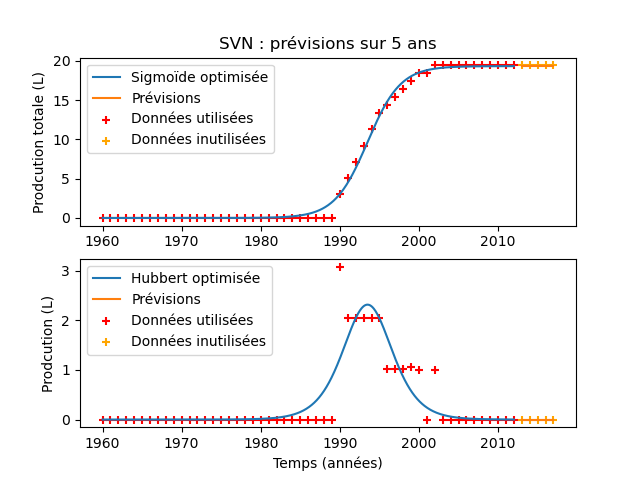 SVN : prévisions sur 5 ans
Prodcution totale (L)
20
15
10
5
0
Sigmoïde optimisée
Prévisions
Données utilisées
Données inutilisées
1960 1970 1980 1990 2000 2010
Prodcution (L)
3
2
1
0
Hubbert optimisée
Prévisions
Données utilisées
Données inutilisées
1960 1970 1980 1990 2000 2010
Temps (années)